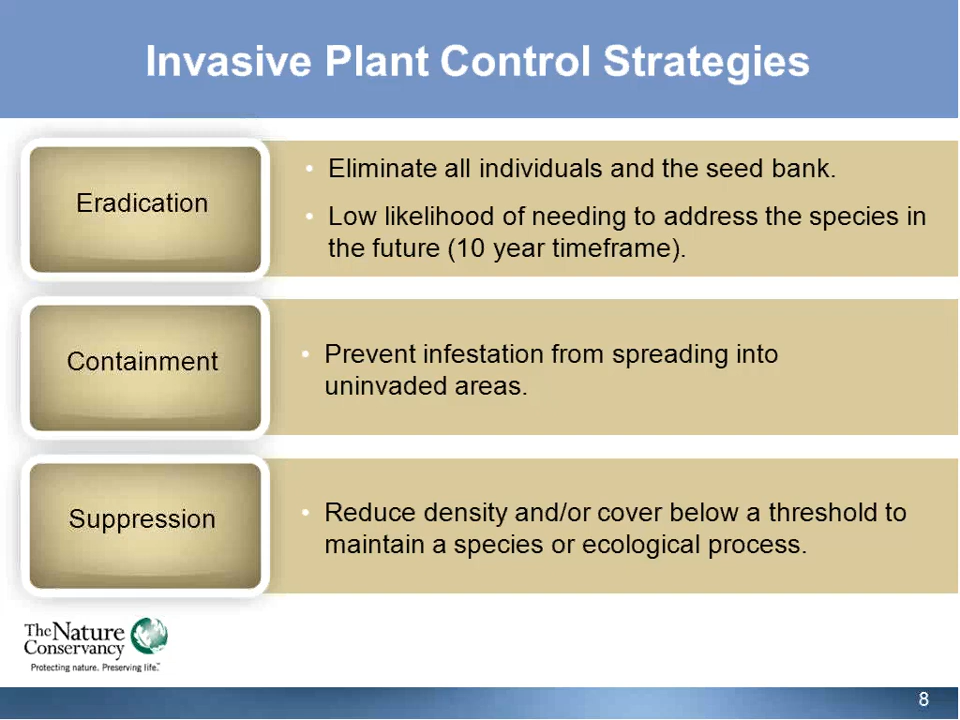 Invasive Plant Control Strategies
Eradication
• Eliminate all individuals and the seed bank.
• Low likelihood of needing to address the species in
the future (10 year timeframe).
Containment
• Prevent infestation from spreading into
uninvaded areas.
Suppression
• Reduce density and/or cover below a threshold to
maintain a species or ecological process.
The Nature
Conservancy
Protecting nature. Preserving life.™
8